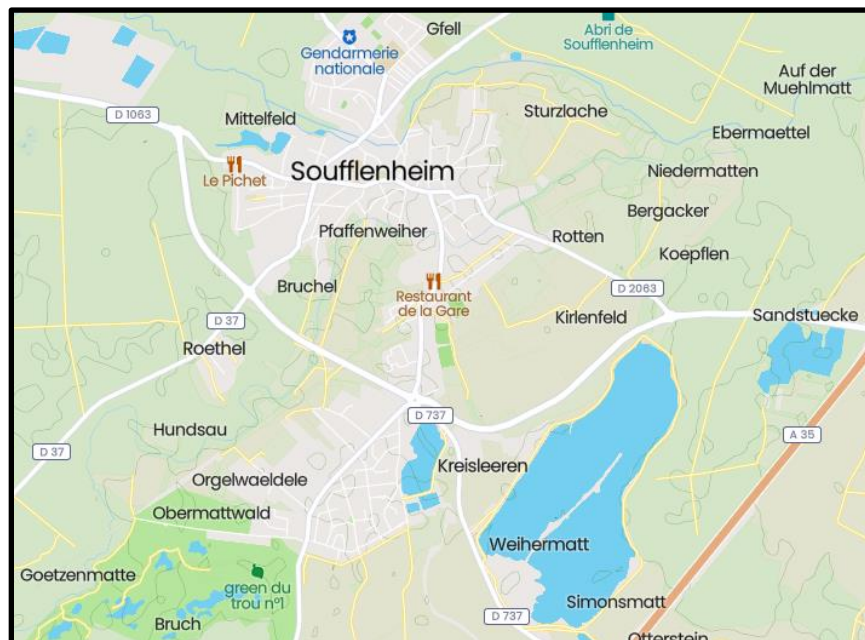 Gfell
Abri de
Soufflenheim
Gendarmerie
nationale
Auf der
Muehlmatt
D 1063
Mittelfeld
Sturzlache
Ebermaettel
Le Pichet
Soufflenheim
Niedermatten
Bergacker
Pfaffenweiher
Rotten
Koepflen
Bruchel
Restaurant
de la Gare
D 2063
D 37
Kirlenfeld
Sandstuecke
Roethel
D 737
Hundsau
A 35
D 37
Kreisleeren
Orgelwaeldele
Obermattwald
Weihermatt
Goetzenmatte
green du
trou n°1
Simonsmatt
D 737
Bruch
Otterstein